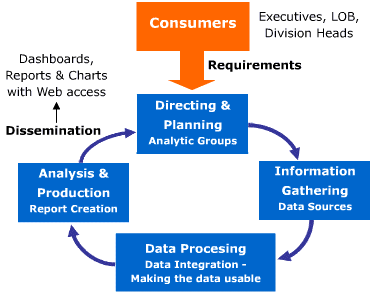 Consumers
Executives, LOB,
Division Heads
Requirements
Dashboards,
Reports & Charts
with Web access
Dissemination
Directing &
Planning
Analytic Groups
Information
Gathering
Data Sources
Data Procesing
Data Integration -
Making the data usable
Analysis &
Production
Report Creation